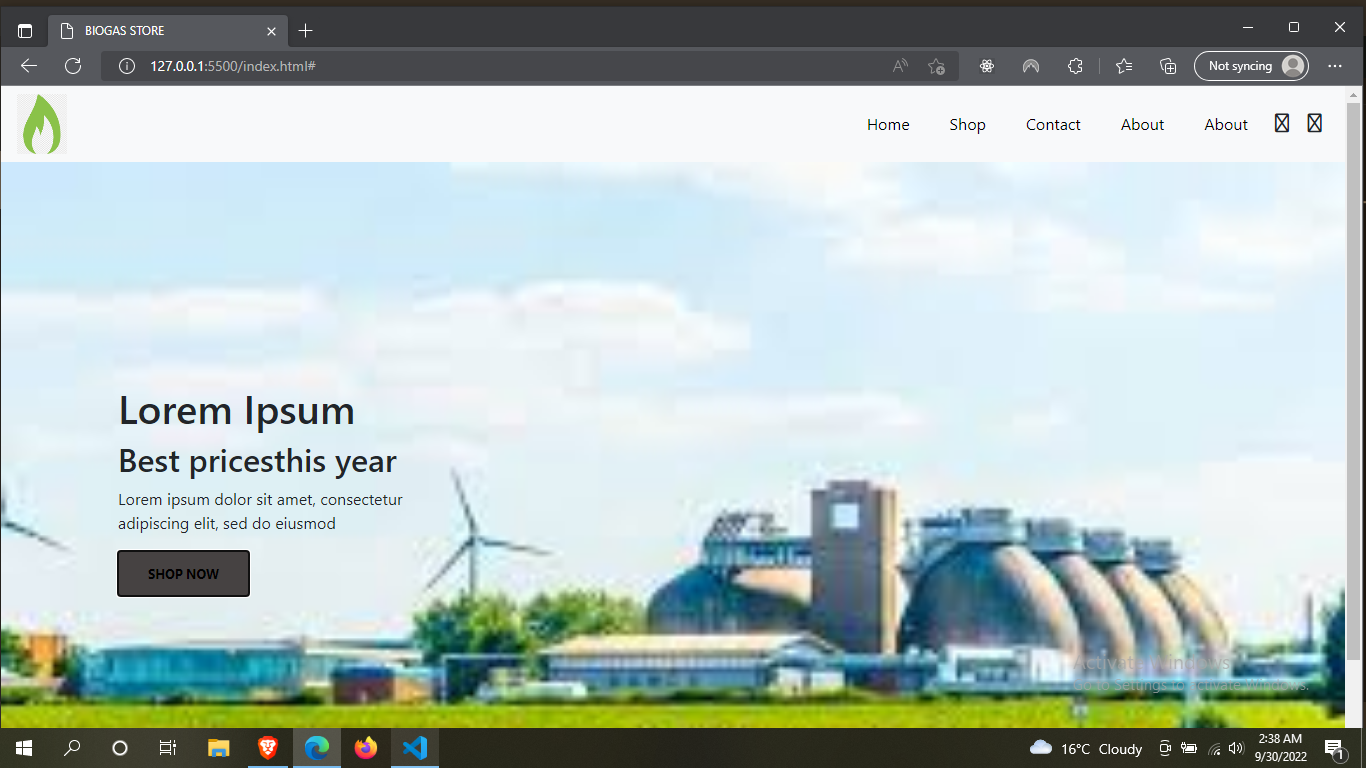 BIOGAS STORE
127.0.0.1:5500/index.html#
Not syncing
Home Shop Contact About About
Lorem Ipsum
Best pricesthis year
Lorem ipsum dolor sit amet, consectetur
adipiscing elit, sed do eiusmod
SHOP NOW
Activate Windows
Go to Settings to activate Windows.
16°C Cloudy
2:38 AM
9/30/2022
1